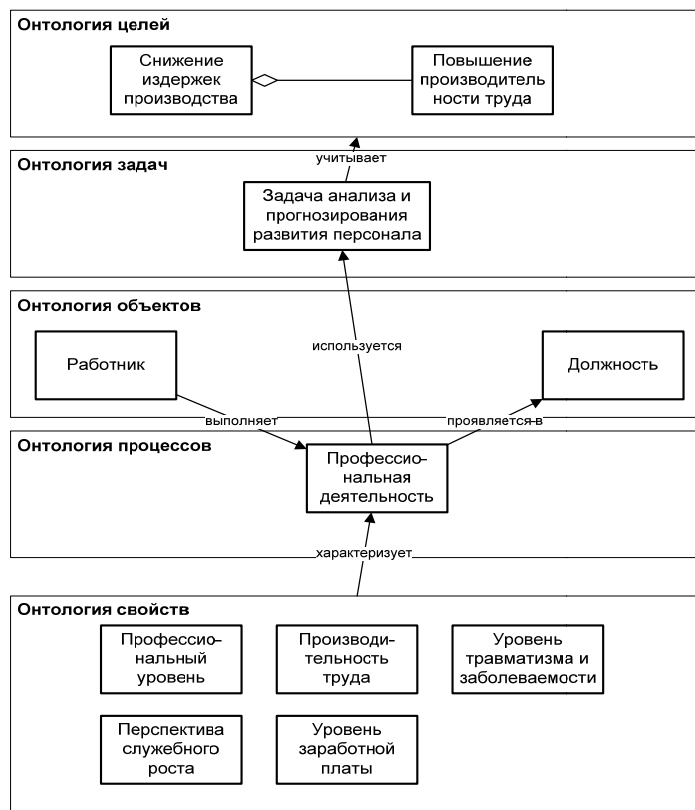 Онтология целей
Снижение
издержек
производства
Повышение
производитель
ности труда
учитывает
Онтология задач
Задача анализа и
прогнозирования
развития персонала
Онтология объектов
используется
Работник
Должность
выполняет
проявляется в
Онтология процессов
Профессио-
нальная
деятельность
характеризует
Онтология свойств
Профессио-
нальный
уровень
Производи-
тельность
труда
Уровень
травматизма и
заболеваемости
Перспектива
служебного
роста
Уровень
заработной
платы